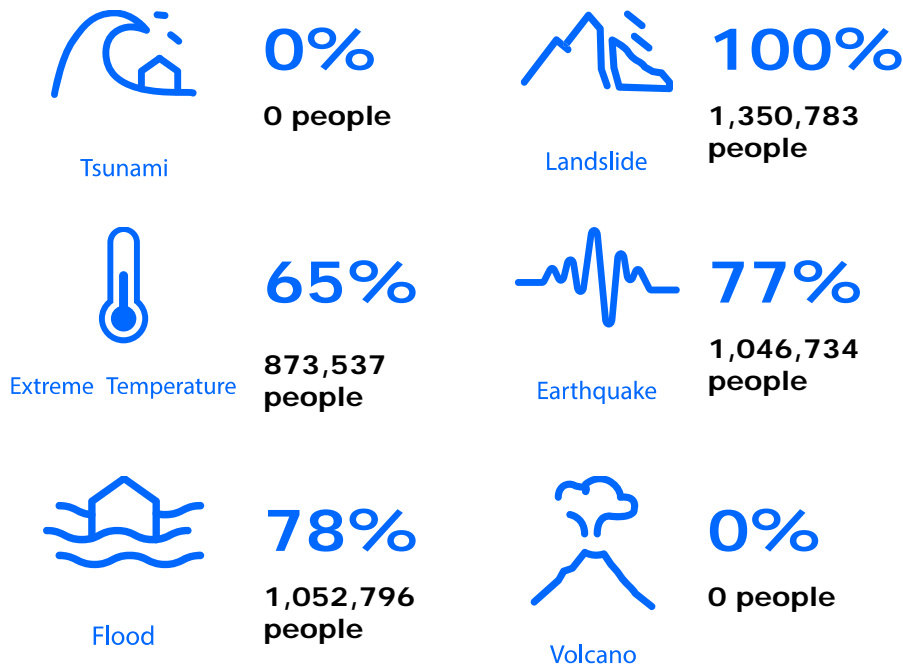 0%
0 people
Tsunami
100%
1,350,783
people
Landslide
65%
873,537
people
Extreme Temperature
77%
1,046,734
people
Earthquake
78%
1,052,796
people
Flood
0%
0 people
Volcano